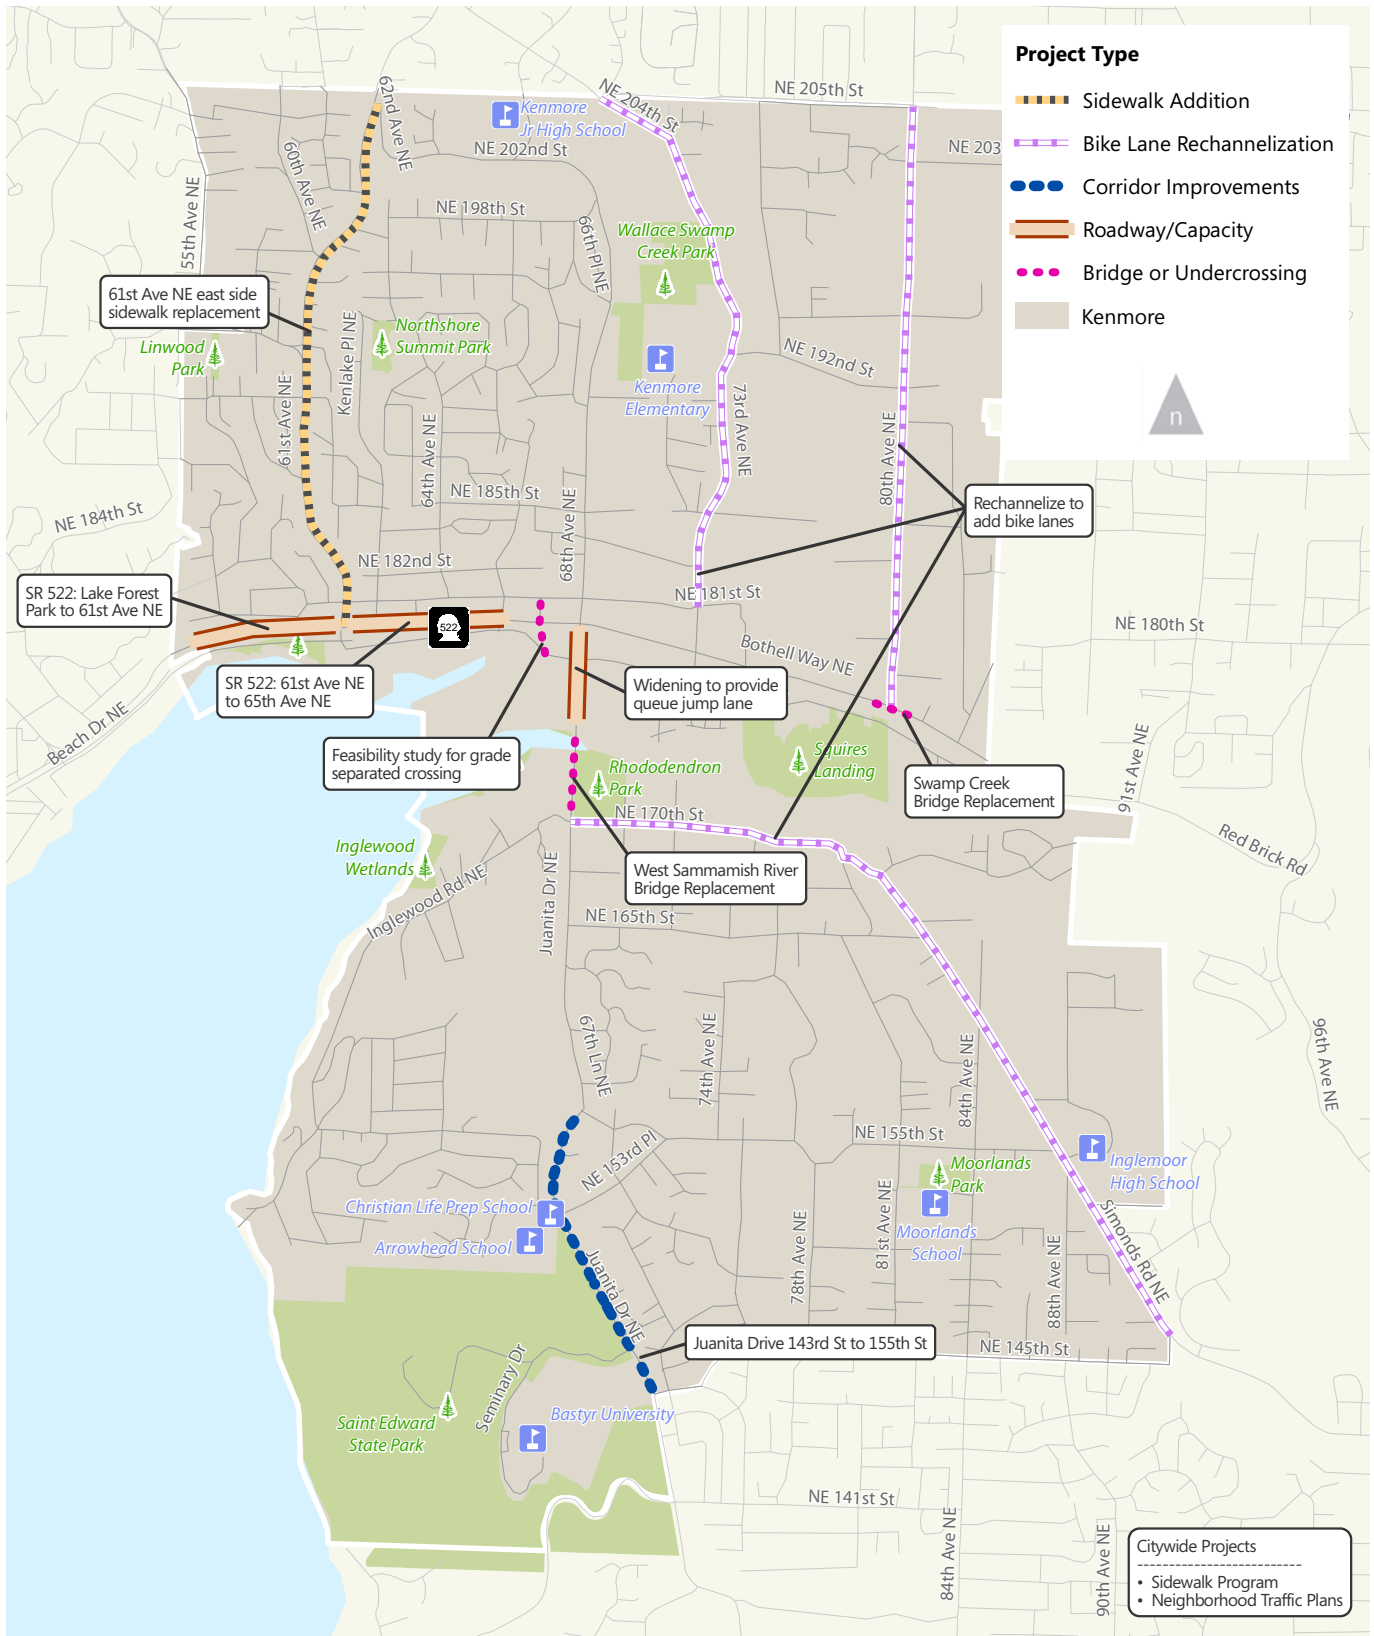 Project Type
Sidewalk Addition
Bike Lane Rechannelization
Corridor Improvements
Roadway/Capacity
Bridge or Undercrossing
Kenmore
n
NE 205th St
NE 204th St
62nd Ave NE
Kenmore
Jr High School
NE 202nd St
NE 203
60th Ave NE
55th Ave NE
NE 198th St
66th Pl NE
Wallace Swamp
Creek Park
61st Ave NE east side
sidewalk replacement
Linwood
Park
Northshore
Summit Park
Kenlake Pl NE
NE 192nd St
Kenmore
Elementary
73rd Ave NE
61st Ave NE
64th Ave NE
80th Ave NE
NE 185th St
68th Ave NE
Rechannelize to
add bike lanes
NE 184th St
NE 182nd St
SR 522: Lake Forest
Park to 61st Ave NE
NE 181st St
522
NE 180th St
Bothell Way NE
SR 522: 61st Ave NE
to 65th Ave NE
Widening to provide
queue jump lane
Beach Dr NE
Feasibility study for grade
separated crossing
Rhododendron
Park
Squires
Landing
Swamp Creek
Bridge Replacement
91st Ave NE
NE 170th St
Red Brick Rd
Inglewood
Wetlands
West Sammamish River
Bridge Replacement
Inglewood Rd NE
Juanita Dr NE
NE 165th St
67th Ln NE
74th Ave NE
84th Ave NE
96th Ave NE
NE 155th St
NE 153rd Pl
Moorlands
Park
Inglemoor
High School
Christian Life Prep School
Arrowhead School
Moorlands
School
81st Ave NE
78th Ave NE
88th Ave NE
Simonds Rd NE
Juanita Dr NE
Juanita Drive 143rd St to 155th St
NE 145th St
Seminary Dr
Saint Edward
State Park
Bastyr University
NE 141st St
84th Ave NE
90th Ave NE
Citywide Projects
--------------------------
• Sidewalk Program
• Neighborhood Traffic Plans